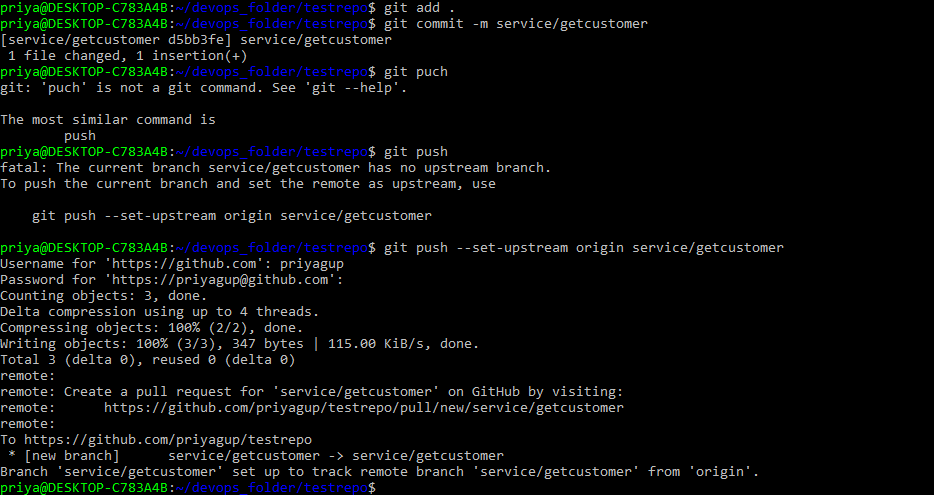 priya@DESKTOP-C783A4B:~/devops_folder/testrepo$ git add .
priya@DESKTOP-C783A4B:~/devops_folder/testrepo$ git commit -m service/getcustomer
[service/getcustomer d5bb3fe] service/getcustomer
 1 file changed, 1 insertion(+)
priya@DESKTOP-C783A4B:~/devops_folder/testrepo$ git puch
git: 'puch' is not a git command. See 'git --help'.

The most similar command is
        push
priya@DESKTOP-C783A4B:~/devops_folder/testrepo$ git push
fatal: The current branch service/getcustomer has no upstream branch.
To push the current branch and set the remote as upstream, use

    git push --set-upstream origin service/getcustomer

priya@DESKTOP-C783A4B:~/devops_folder/testrepo$ git push --set-upstream origin service/getcustomer
Username for 'https://github.com': priyagup
Password for 'https://priyagup@github.com':
Counting objects: 3, done.
Delta compression using up to 4 threads.
Compressing objects: 100% (2/2), done.
Writing objects: 100% (3/3), 347 bytes | 115.00 KiB/s, done.
Total 3 (delta 0), reused 0 (delta 0)
remote:
remote: Create a pull request for 'service/getcustomer' on GitHub by visiting:
remote:      https://github.com/priyagup/testrepo/pull/new/service/getcustomer
remote:
To https://github.com/priyagup/testrepo
 * [new branch]      service/getcustomer -> service/getcustomer
Branch 'service/getcustomer' set up to track remote branch 'service/getcustomer' from 'origin'.
priya@DESKTOP-C783A4B:~/devops_folder/testrepo$